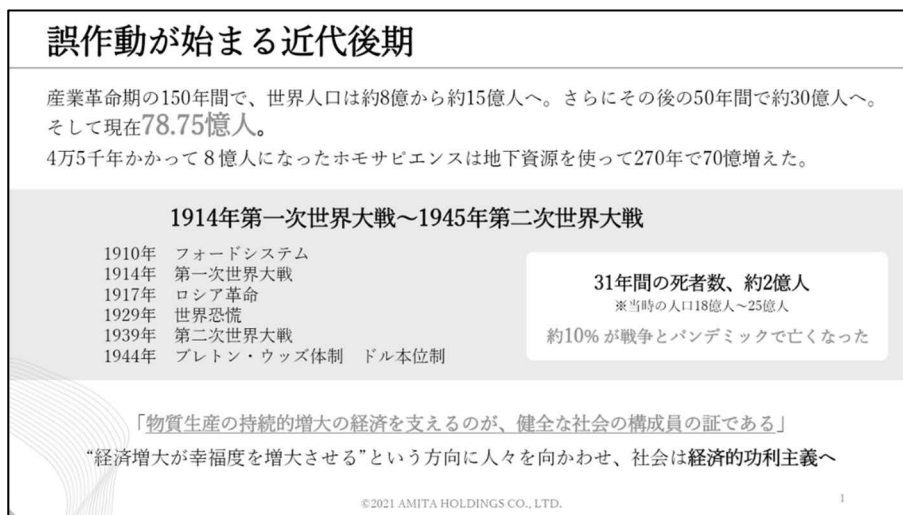 誤作動が始まる近代後期
産業革命期の150年間で、世界人口は約8億から約15億人へ。さらにその後の50年間で約30億人へ。
そして現在78.75憶人。
4万5千年かかって８憶人になったホモサピエンスは地下資源を使って270年で70憶増えた。
1914年第一次世界大戦～1945年第二次世界大戦
1910年　フォードシステム
1914年　第一次世界大戦
1917年　ロシア革命
1929年　世界恐慌
1939年　第二次世界大戦
1944年　ブレトン・ウッズ体制　ドル本位制
31年間の死者数、約2億人
※当時の人口18億人～25億人
約10% が戦争とパンデミックで亡くなった
「物質生産の持続的増大の経済を支えるのが、健全な社会の構成員の証である」
“経済増大が幸福度を増大させる”という方向に人々を向かわせ、社会は経済的功利主義へ
©2021 AMITA HOLDINGS CO., LTD.
1